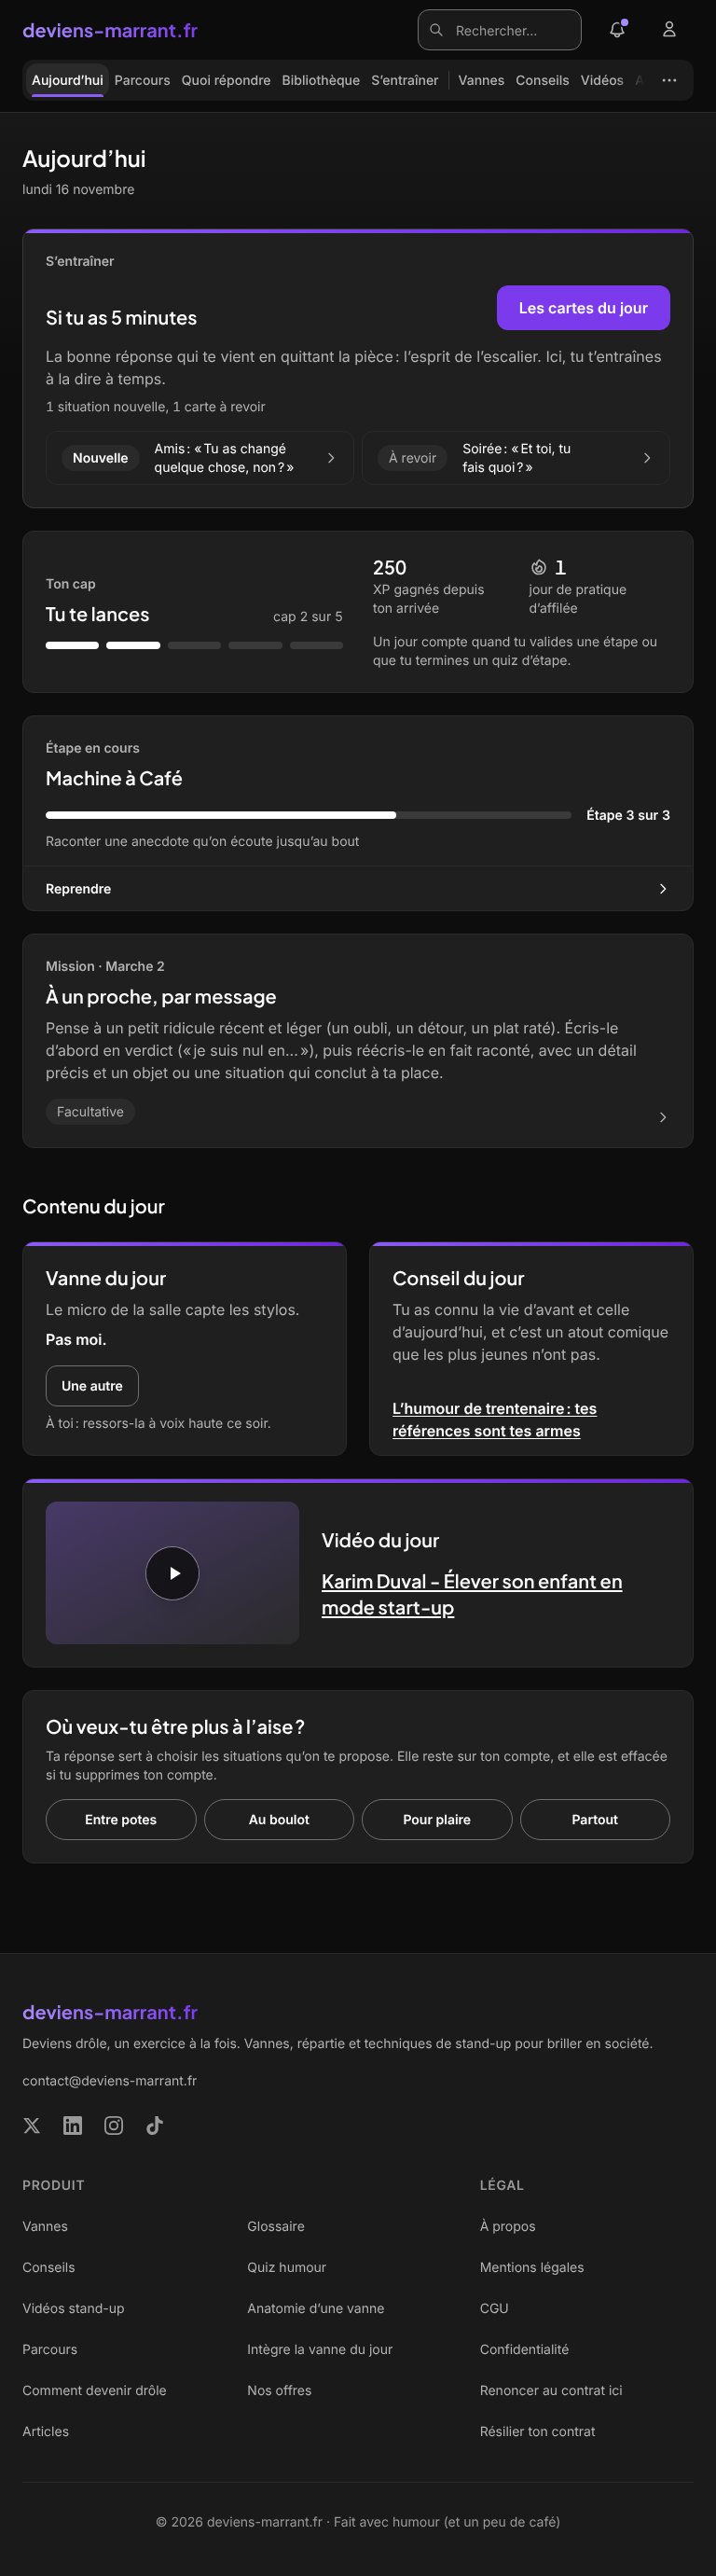 deviens-marrant.fr
Rechercher...
Aujourd’hui Parcours Quoi répondre Bibliothèque S’entraîner Vannes Conseils Vidéos
Aujourd’hui
lundi 16 novembre
S’entraîner
Si tu as 5 minutes
Les cartes du jour
La bonne réponse qui te vient en quittant la pièce : l’esprit de l’escalier. Ici, tu t’entraînes
à la dire à temps.
1 situation nouvelle, 1 carte à revoir
Nouvelle
Amis : « Tu as changé
quelque chose, non ? »
À revoir
Soirée : « Et toi, tu
fais quoi ? »
Ton cap
Tu te lances
cap 2 sur 5
250
XP gagnés depuis
ton arrivée
1
jour de pratique
d’affilée
Un jour compte quand tu valides une étape ou
que tu termines un quiz d’étape.
Étape en cours
Machine à Café
Étape 3 sur 3
Raconter une anecdote qu’on écoute jusqu’au bout
Reprendre
Mission · Marche 2
À un proche, par message
Pense à un petit ridicule récent et léger (un oubli, un détour, un plat raté). Écris-le
d’abord en verdict (« je suis nul en... »), puis réécris-le en fait raconté, avec un détail
précis et un objet ou une situation qui conclut à ta place.
Facultative
Contenu du jour
Vanne du jour
Le micro de la salle capte les stylos.
Pas moi.
Une autre
À toi : ressors-la à voix haute ce soir.
Conseil du jour
Tu as connu la vie d’avant et celle
d’aujourd’hui, et c’est un atout comique
que les plus jeunes n’ont pas.
L’humour de trentenaire : tes
références sont tes armes
Vidéo du jour
Karim Duval - Élever son enfant en
mode start-up
Où veux-tu être plus à l’aise ?
Ta réponse sert à choisir les situations qu’on te propose. Elle reste sur ton compte, et elle est effacée
si tu supprimes ton compte.
Entre potes
Au boulot
Pour plaire
Partout
deviens-marrant.fr
Deviens drôle, un exercice à la fois. Vannes, répartie et techniques de stand-up pour briller en société.
contact@deviens-marrant.fr
PRODUIT
Vannes
Conseils
Vidéos stand-up
Parcours
Comment devenir drôle
Articles
Glossaire
Quiz humour
Anatomie d’une vanne
Intègre la vanne du jour
Nos offres
LÉGAL
À propos
Mentions légales
CGU
Confidentialité
Renoncer au contrat ici
Résilier ton contrat
© 2026 deviens-marrant.fr · Fait avec humour (et un peu de café)